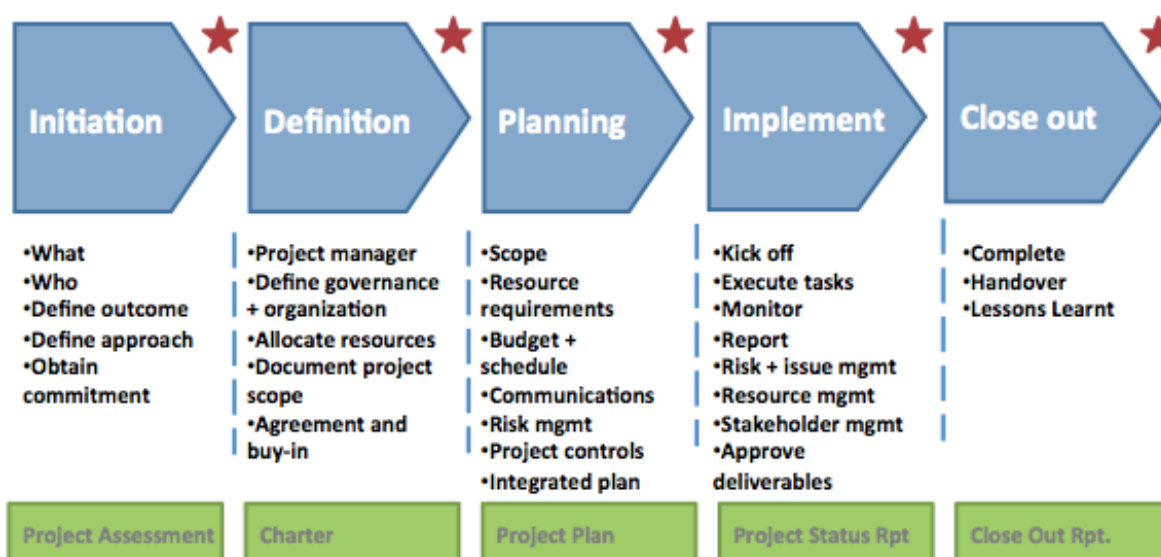 Initiation
Definition
Planning
Implement
Close out
•What
•Who
•Define outcome
•Define approach
•Obtain
commitment
•Project manager
•Define governance
+ organization
•Allocate resources
•Document project
scope
•Agreement and
buy-in
•Scope
•Resource
requirements
•Budget +
schedule
•Communications
•Risk mgmt
•Project controls
•Integrated plan
•Kick off
•Execute tasks
•Monitor
•Report
•Risk + issue mgmt
•Resource mgmt
•Stakeholder mgmt
•Approve
deliverables
•Complete
•Handover
•Lessons Learnt
Project Assessment
Charter
Project Plan
Project Status Rpt
Close Out Rpt.